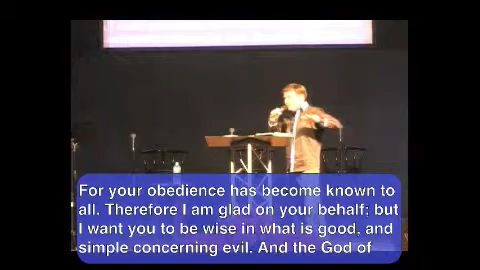 For your obedience has become known to
all. Therefore I am glad on your behalf; but
I want you to be wise in what is good, and
simple concerning evil. And the God of